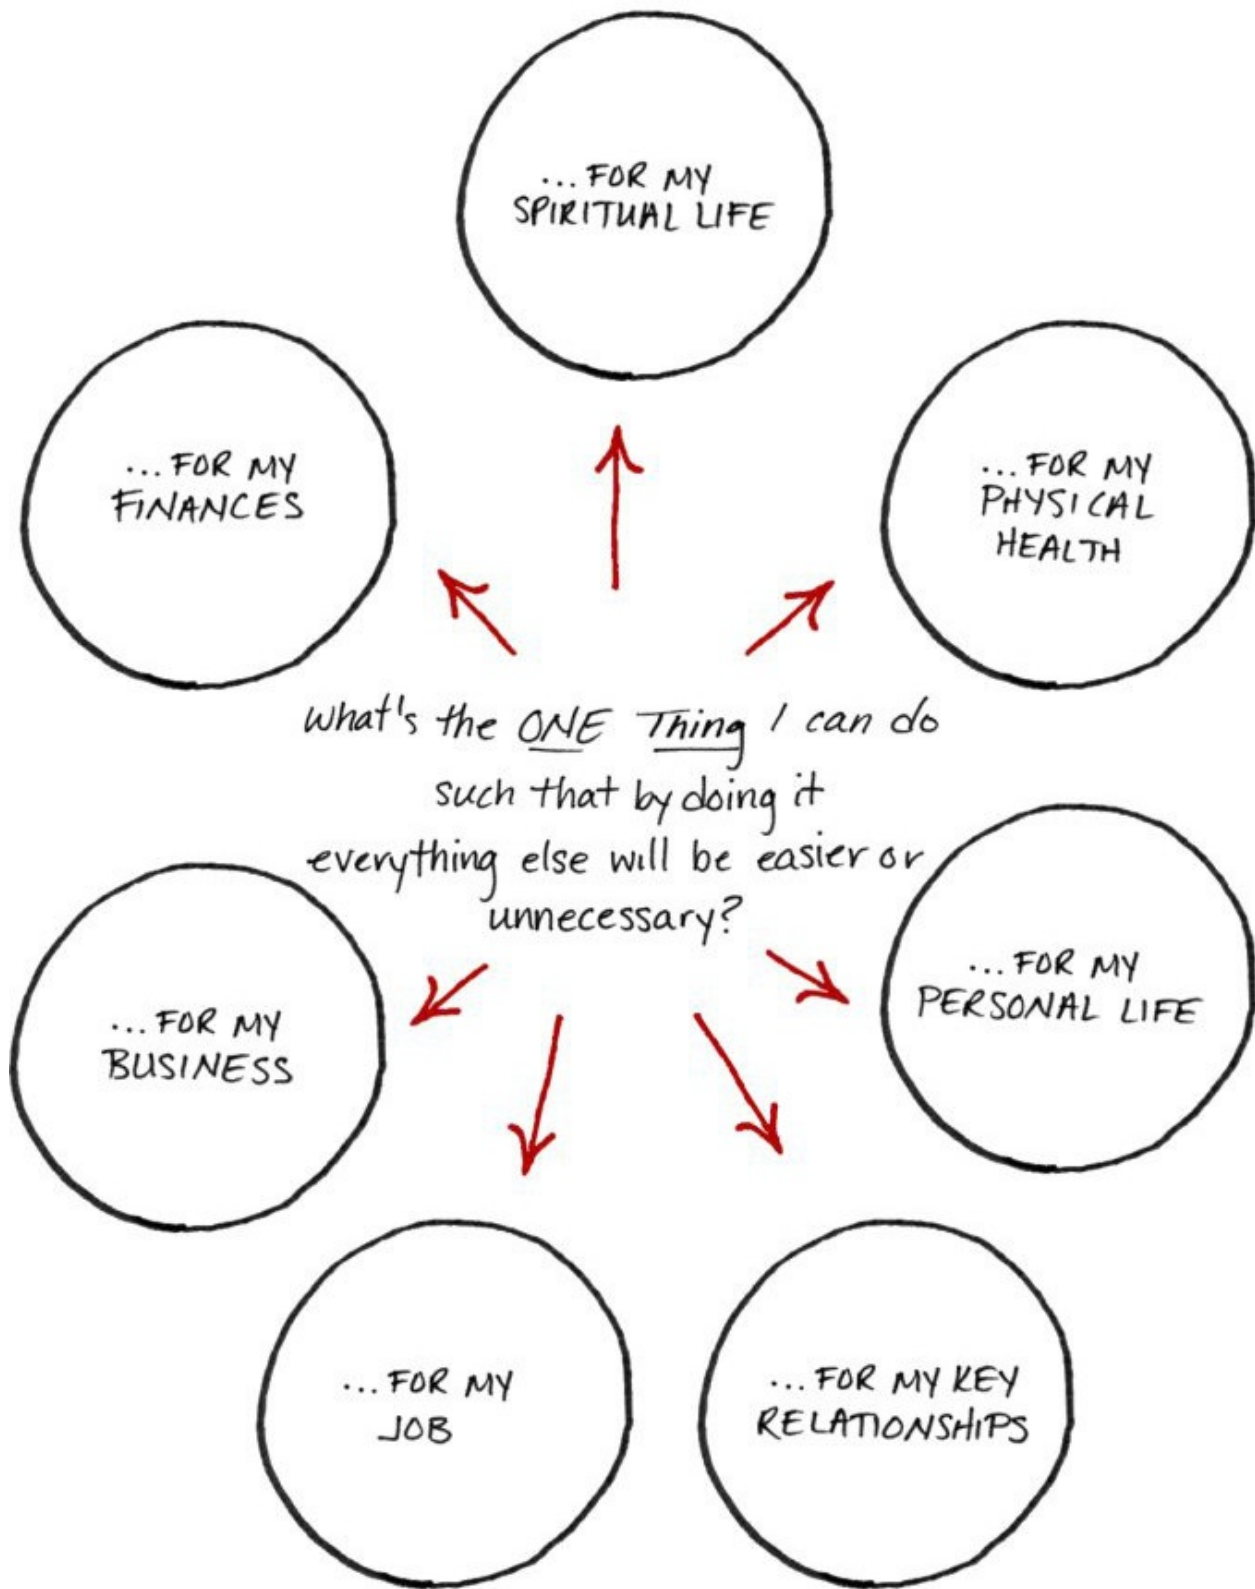 ... FOR MY
SPIRITUAL LIFE
... FOR MY
FINANCES
... FOR MY
PHYSICAL
HEALTH
what's the ONE Thing I can do
such that by doing it
everything else will be easier or
unnecessary?
... FOR MY
PERSONAL LIFE
... FOR MY
BUSINESS
... FOR MY
JOB
... FOR MY KEY
RELATIONSHIPS